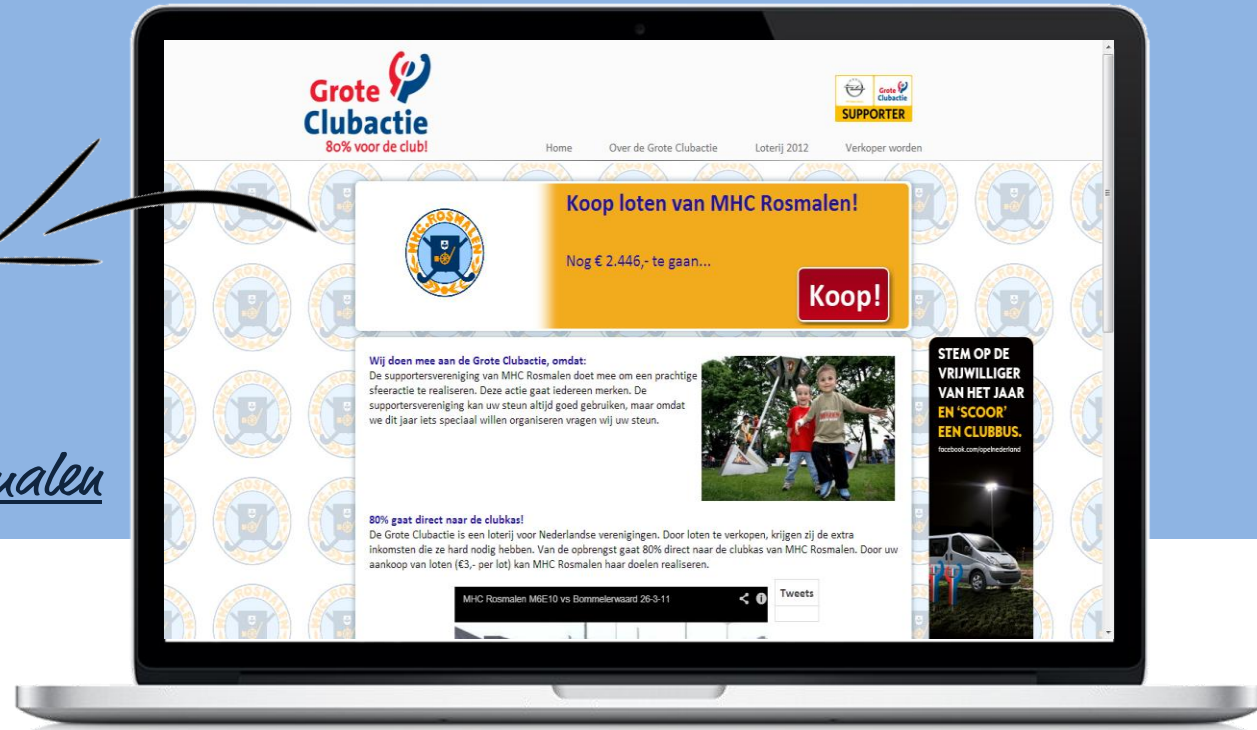 Grote
Clubactie
80% voor de club!
Grote
Clubactie
SUPPORTER
Home
Over de Grote Clubactie
Loterij 2012
Verkoper worden
MHC ROSMALEN
Koop loten van MHC Rosmalen!
Nog € 2.446,- te gaan...
Koop!
Wij doen mee aan de Grote Clubactie, omdat:
De supportersvereniging van MHC Rosmalen doet mee om een prachtige
sfeeractie te realiseren. Deze actie gaat iedereen merken. De
supportersvereniging kan uw steun altijd goed gebruiken, maar omdat
we dit jaar iets speciaal willen organiseren vragen wij uw steun.
STEM OP DE
VRIJWILLIGER
VAN HET JAAR
EN ‘SCOOR’
EEN CLUBBUS.
facebook.com/opelnederland
malen
80% gaat direct naar de clubkas!
De Grote Clubactie is een loterij voor Nederlandse verenigingen. Door loten te verkopen, krijgen zij de extra
inkomsten die ze hard nodig hebben. Van de opbrengst gaat 80% direct naar de clubkas van MHC Rosmalen. Door uw
aankoop van loten (€3,- per lot) kan MHC Rosmalen haar doelen realiseren.
MHC Rosmalen M6E10 vs Bommelerwaard 26-3-11
Tweets